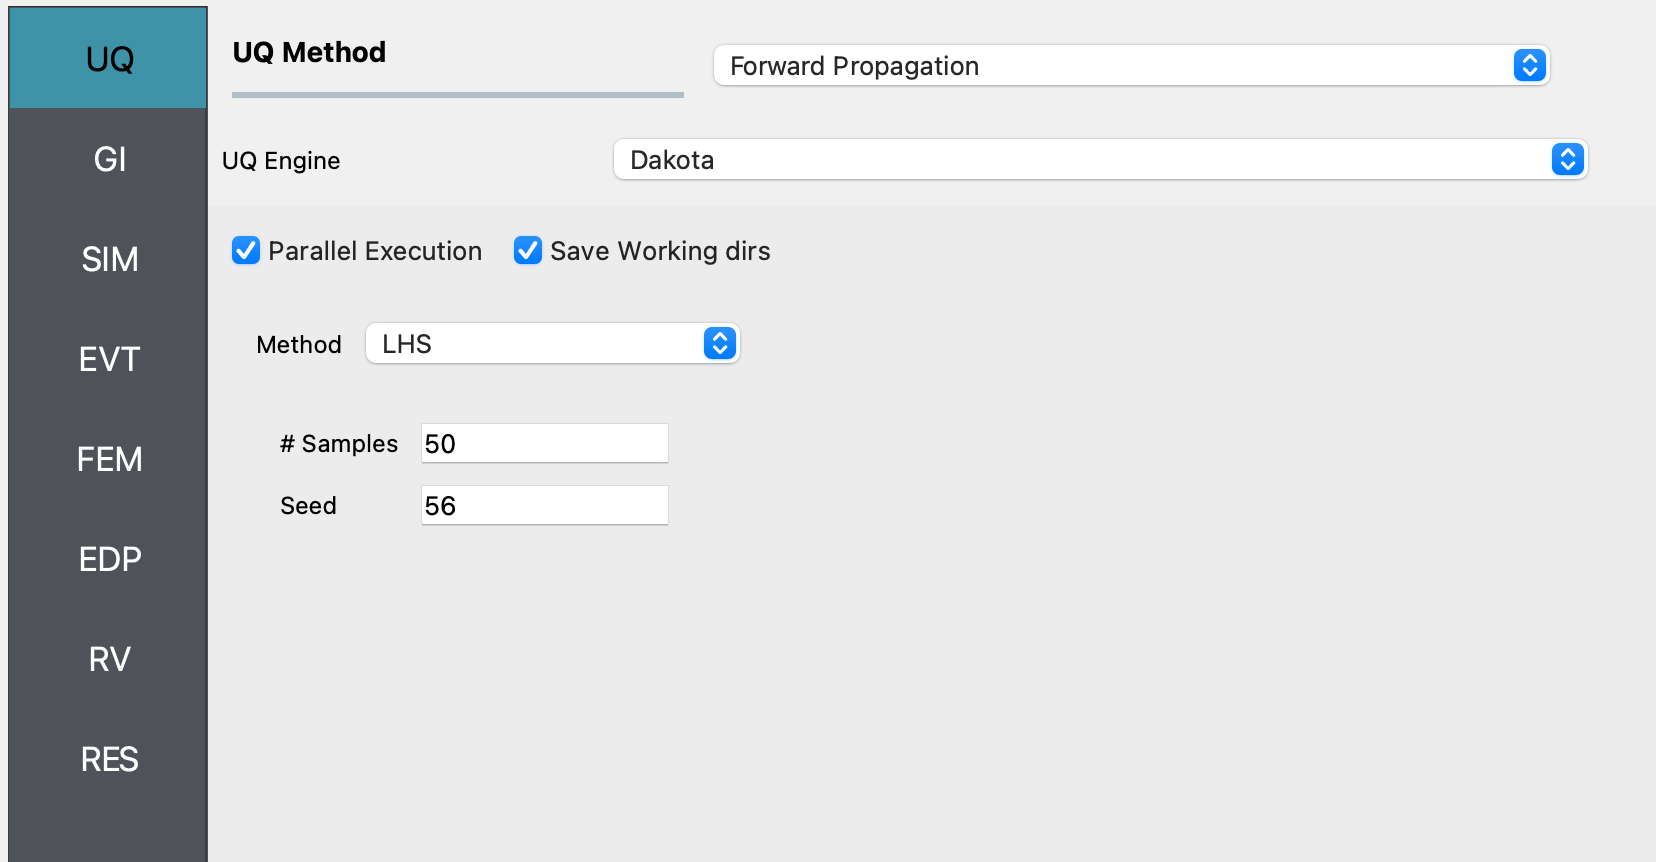 UQ
GI
SIM
EVT
FEM
EDP
RV
RES
UQ Method
Forward Propagation
UQ Engine
Dakota
Parallel Execution
Save Working dirs
Method
LHS
# Samples
50
Seed
56